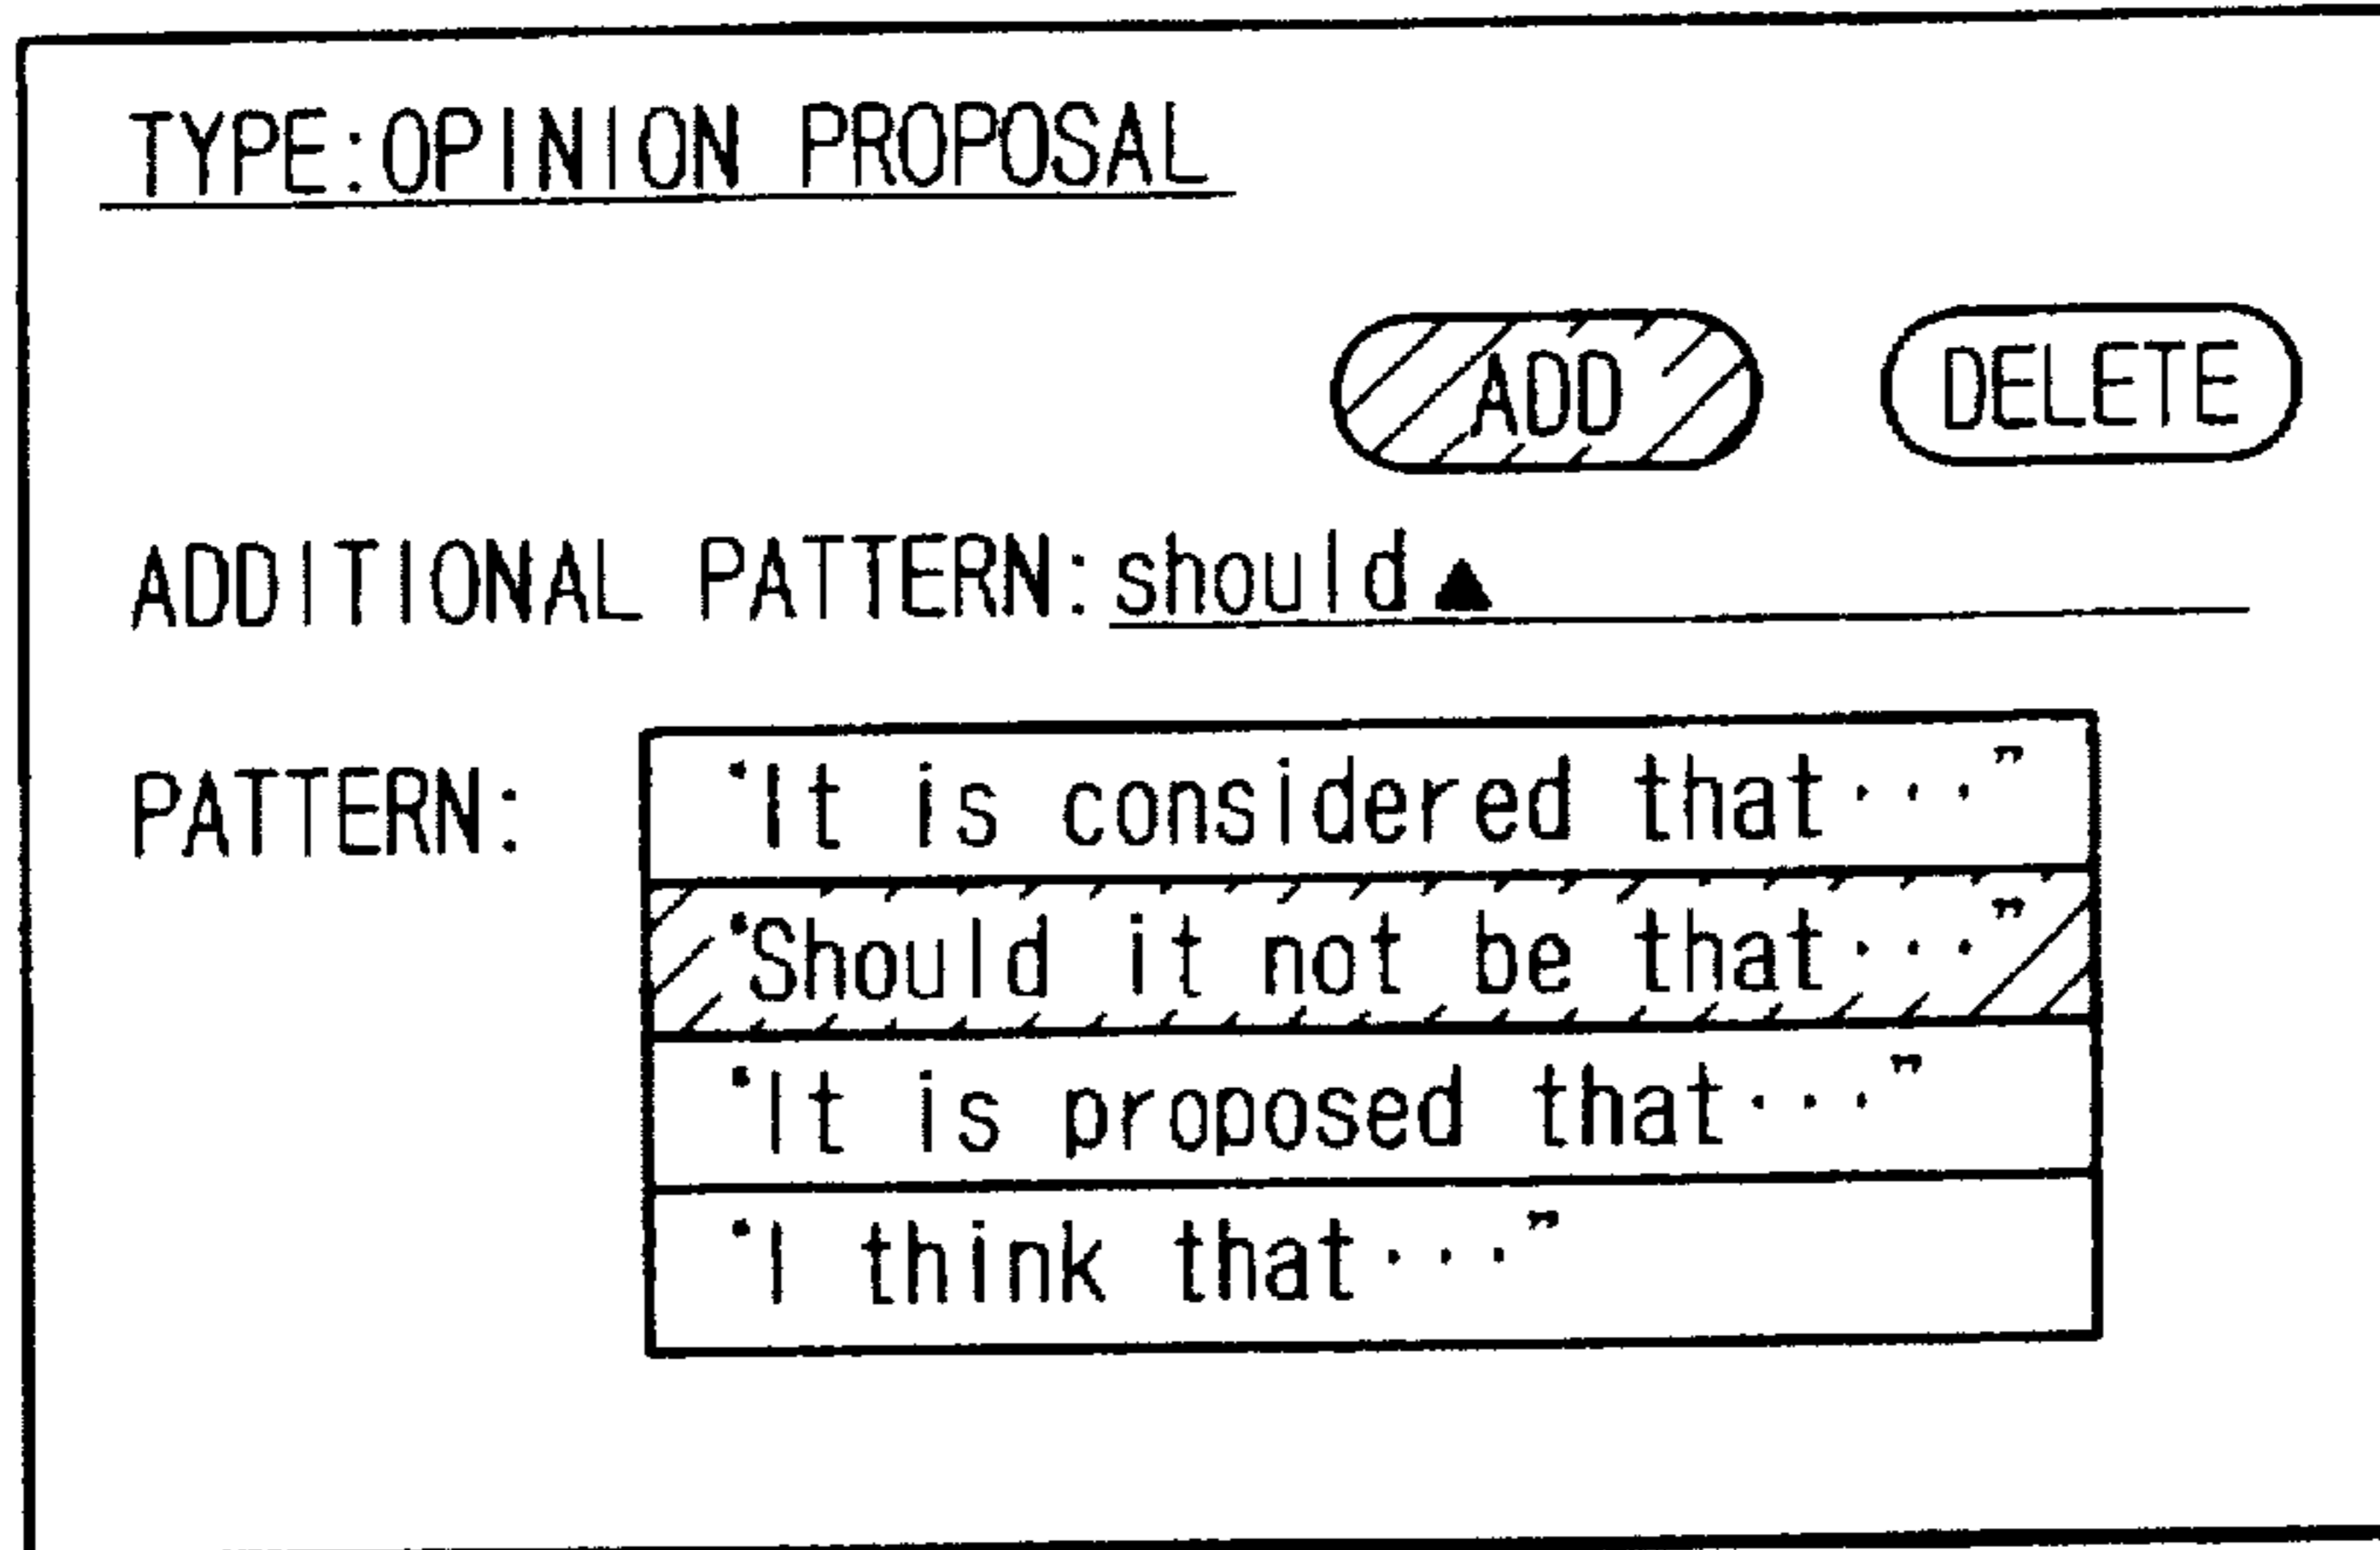 TYPE:OPINION PROPOSAL
ADD DELETE
ADDITIONAL PATTERN:should▲
PATTERN:
"It is considered that···"
"Should it not be that···"
"It is proposed that···"
"I think that···"